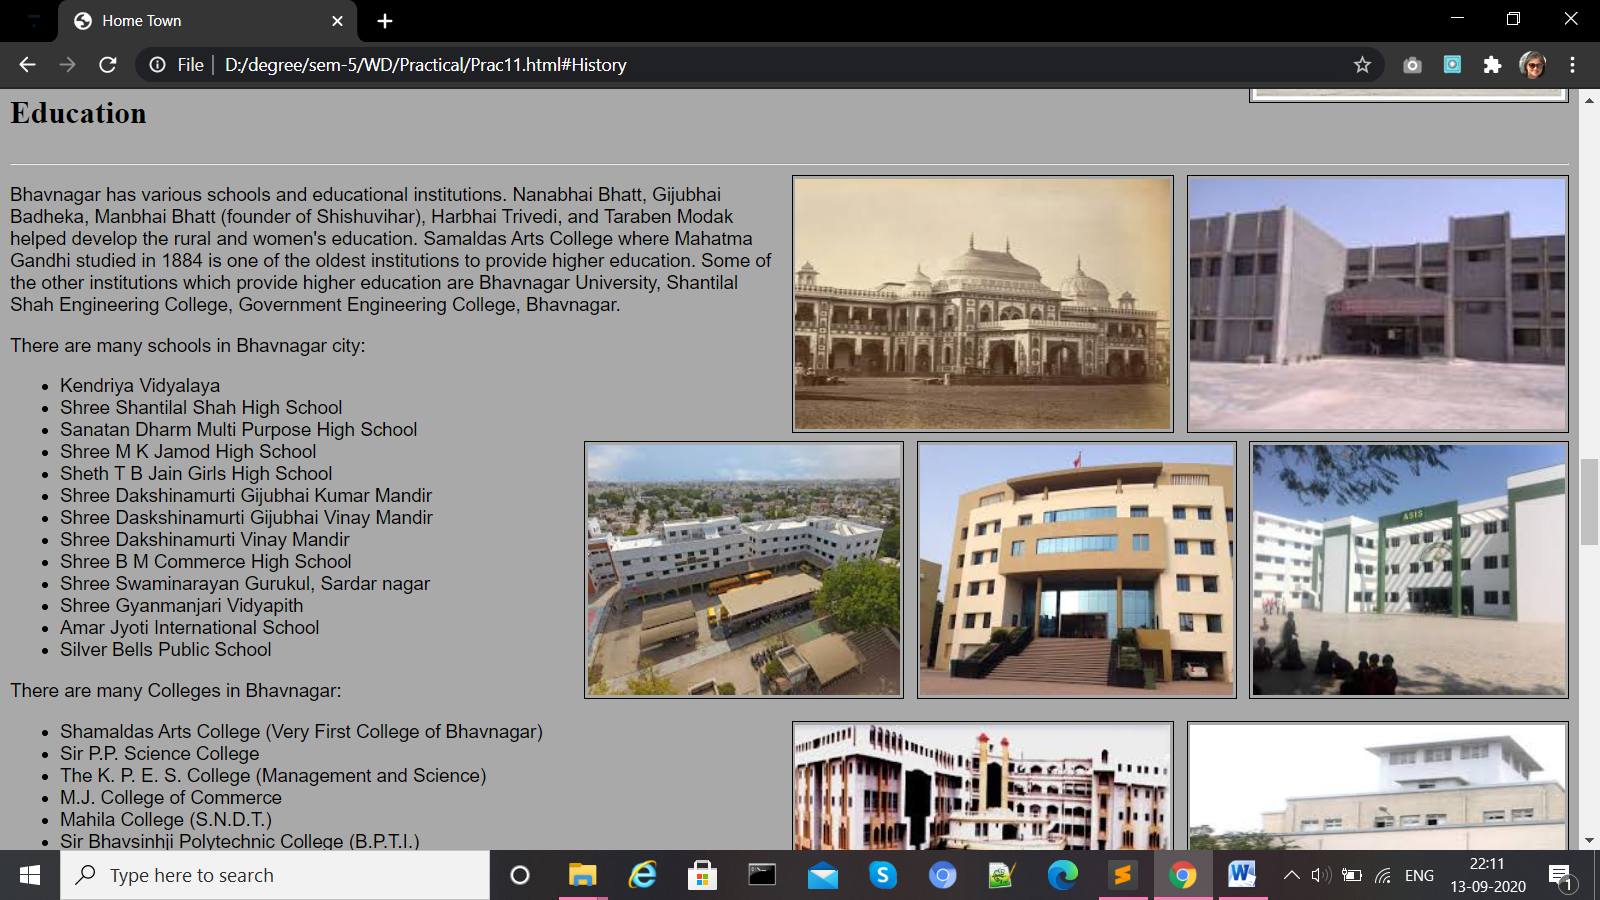 Home Town
File
D:/degree/sem-5/WD/Practical/Prac11.html#History
Education
Bhavnagar has various schools and educational institutions. Nanabhai Bhatt, Gijubhai
Badheka, Manbhai Bhatt (founder of Shishuvihar), Harbhai Trivedi, and Taraben Modak
helped develop the rural and women's education. Samaldas Arts College where Mahatma
Gandhi studied in 1884 is one of the oldest institutions to provide higher education. Some of
the other institutions which provide higher education are Bhavnagar University, Shantilal
Shah Engineering College, Government Engineering College, Bhavnagar.
There are many schools in Bhavnagar city:
• Kendriya Vidyalaya
• Shree Shantilal Shah High School
• Sanatan Dharm Multi Purpose High School
• Shree M K Jamod High School
• Sheth T B Jain Girls High School
• Shree Dakshinamurti Gijubhai Kumar Mandir
• Shree Daskshinamurti Gijubhai Vinay Mandir
• Shree Dakshinamurti Vinay Mandir
• Shree B M Commerce High School
• Shree Swaminarayan Gurukul, Sardar nagar
• Shree Gyanmanjari Vidyapith
• Amar Jyoti International School
• Silver Bells Public School
ASIS
There are many Colleges in Bhavnagar:
• Shamaldas Arts College (Very First College of Bhavnagar)
• Sir P.P. Science College
• The K. P. E. S. College (Management and Science)
• M.J. College of Commerce
• Mahila College (S.N.D.T.)
• Sir Bhavsinhji Polytechnic College (B.P.T.I.)
Type here to search
ENG
22:11
13-09-2020
1